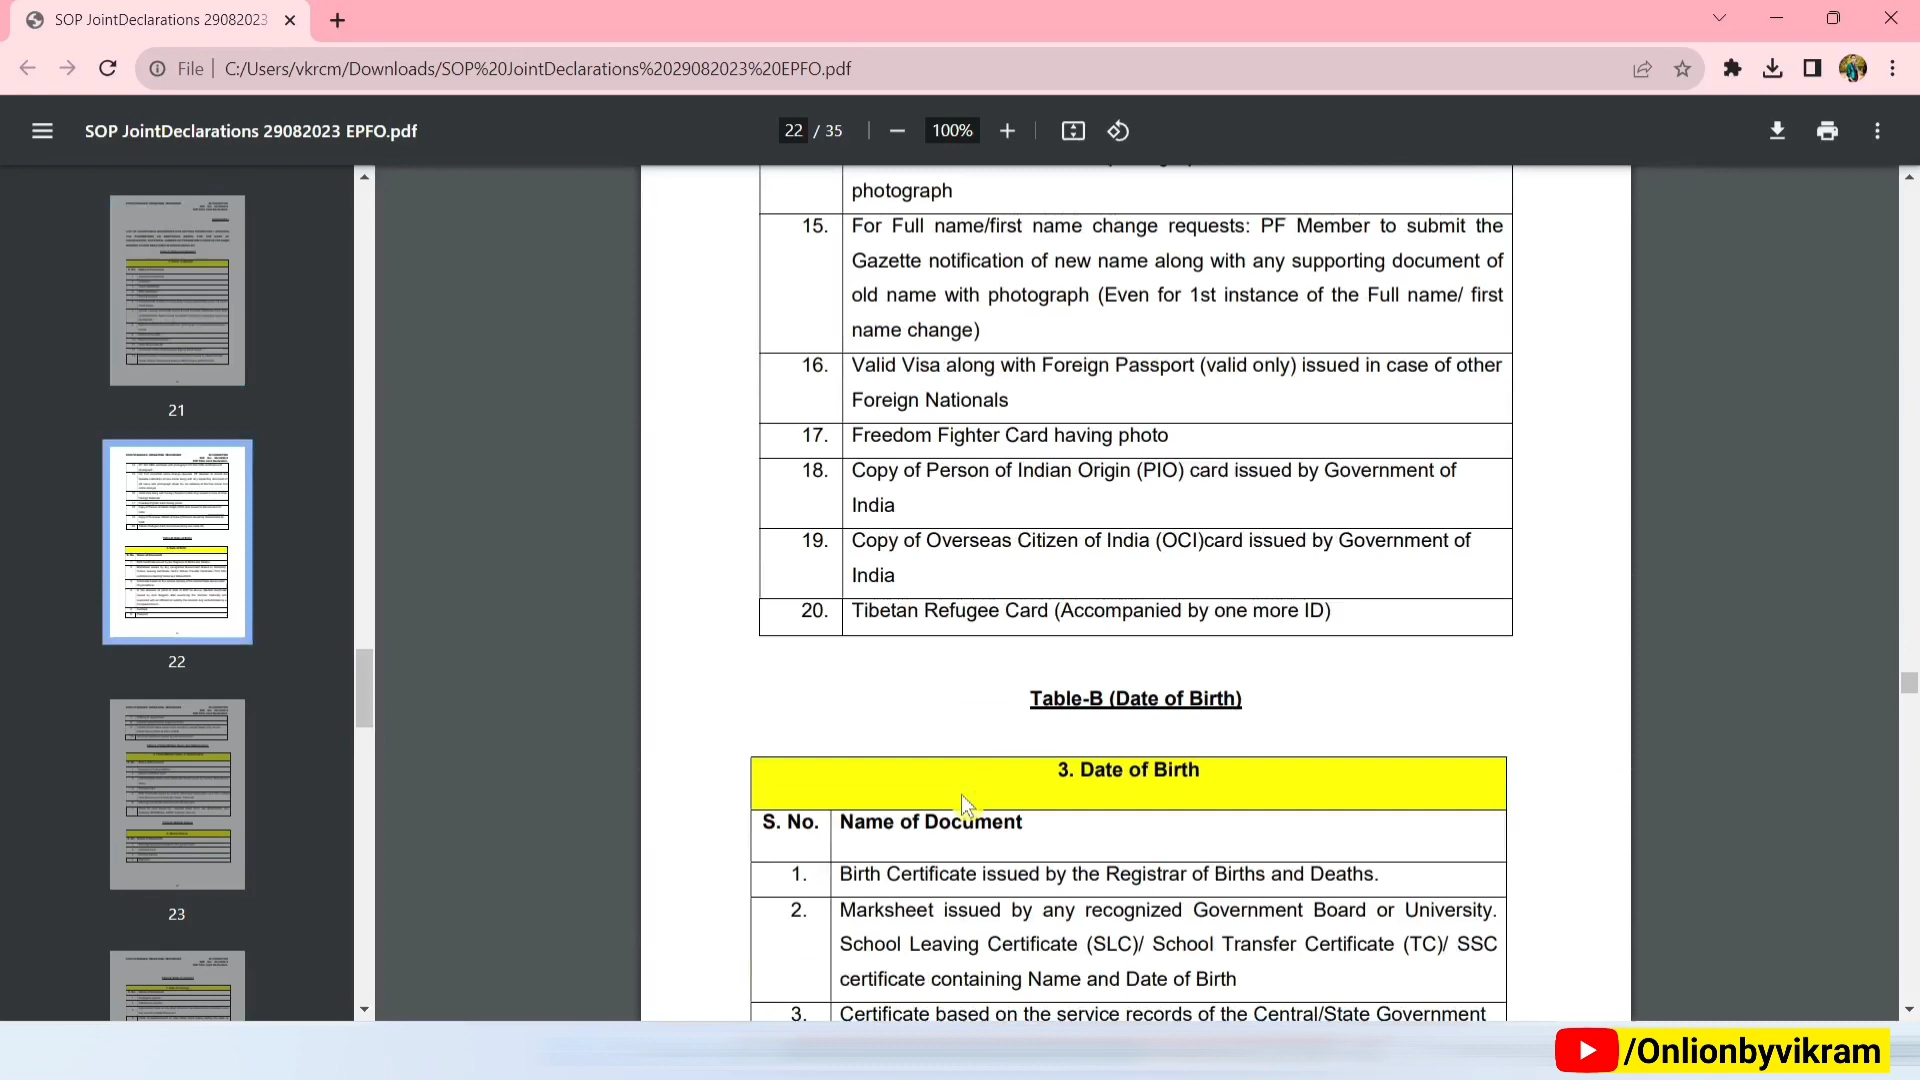 SOP JointDeclarations 29082023
File
C:/Users/vkrcm/Downloads/SOP%20JointDeclarations%2029082023%20EPFO.pdf
SOP JointDeclarations 29082023 EPFO.pdf
22 / 35
100%
photograph
15. For Full name/first name change requests: PF Member to submit the
Gazette notification of new name along with any supporting document of
old name with photograph (Even for 1st instance of the Full name/ first
name change)
16. Valid Visa along with Foreign Passport (valid only) issued in case of other
Foreign Nationals
17. Freedom Fighter Card having photo
18. Copy of Person of Indian Origin (PIO) card issued by Government of
India
19. Copy of Overseas Citizen of India (OCI)card issued by Government of
India
20. Tibetan Refugee Card (Accompanied by one more ID)
Table-B (Date of Birth)
3. Date of Birth
S. No. Name of Document
1. Birth Certificate issued by the Registrar of Births and Deaths.
2. Marksheet issued by any recognized Government Board or University.
School Leaving Certificate (SLC)/ School Transfer Certificate (TC)/ SSC
certificate containing Name and Date of Birth
3. Certificate based on the service records of the Central/State Government
21
22
23
/Onlionbyvikram